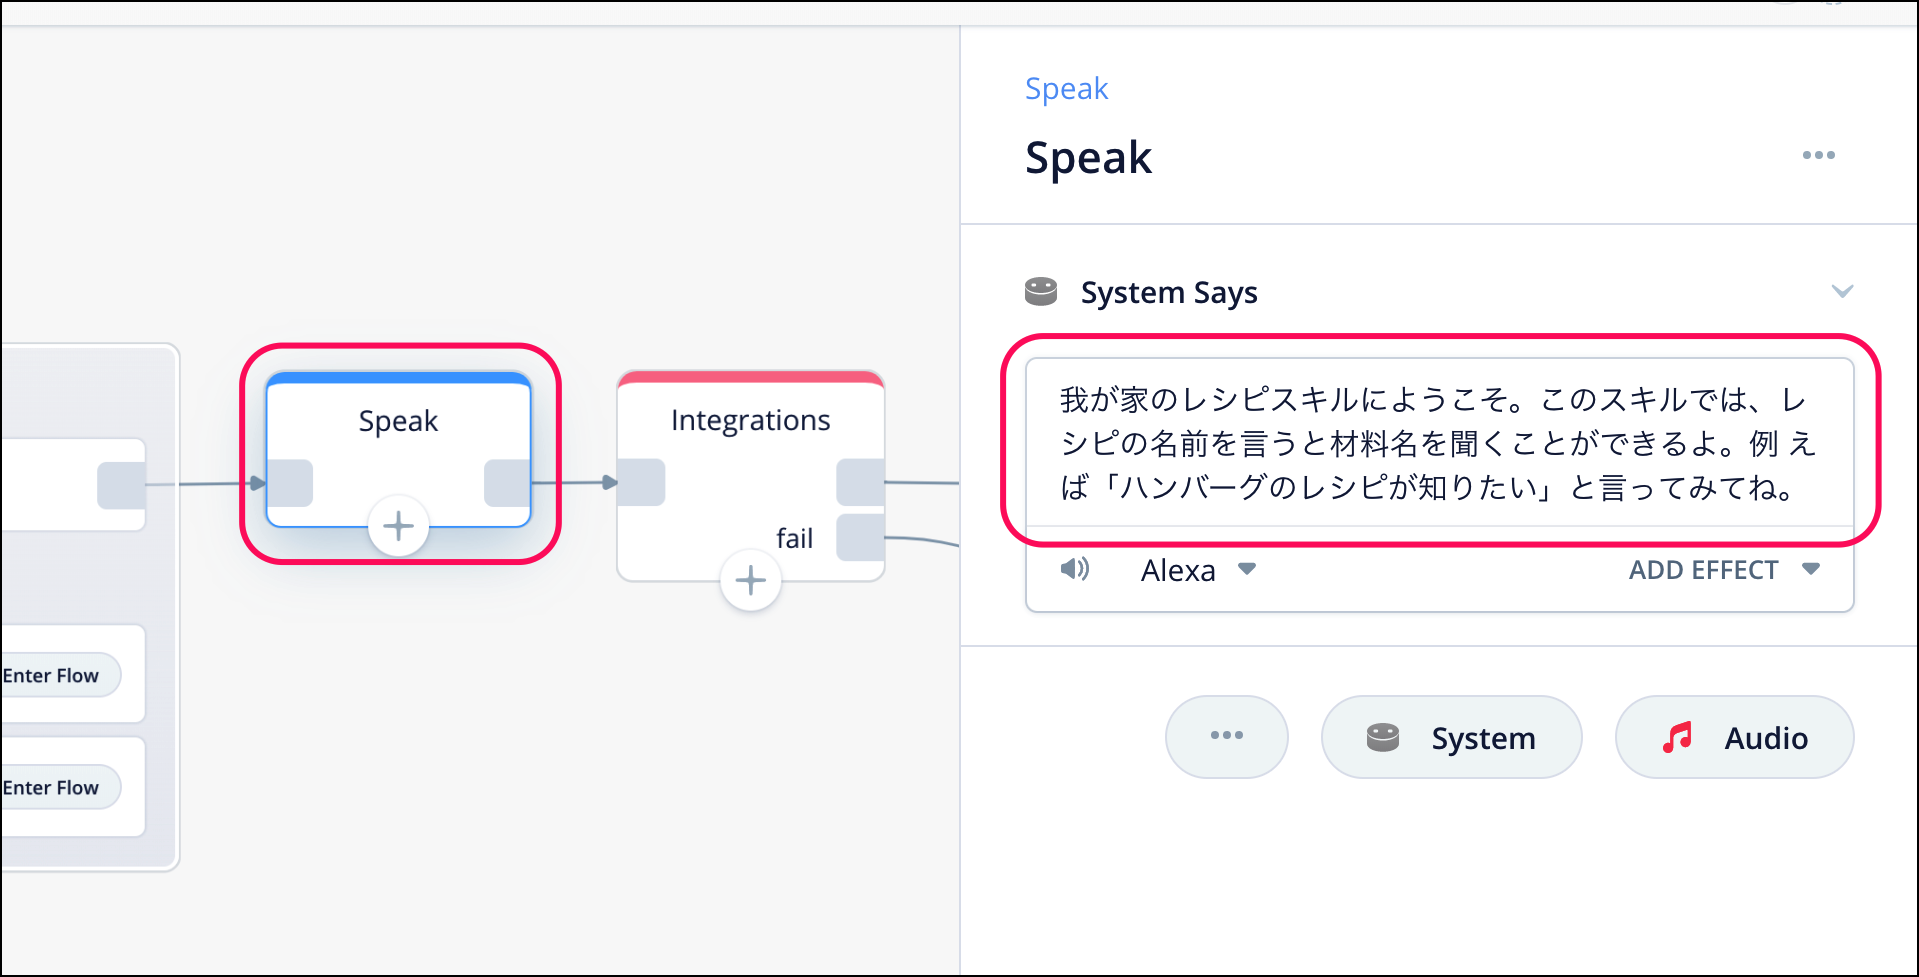 Speak
Speak
System Says
我が家のレシピスキルにようこそ。このスキルでは、レ
シピの名前を言うと材料名を聞くことができるよ。例 え
ば「ハンバーグのレシピが知りたい」と言ってみてね。
Alexa
ADD EFFECT
System
Audio
Speak
Integrations
fail
Enter Flow
Enter Flow